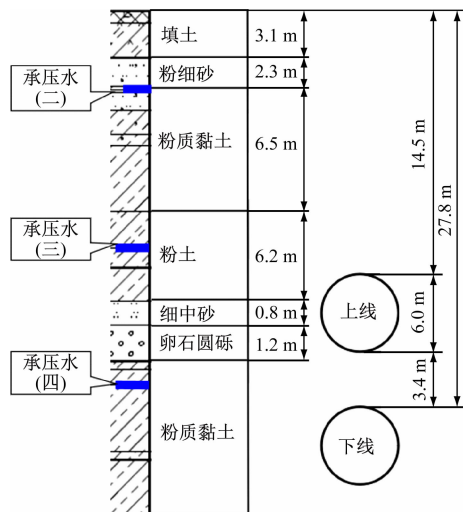 填土
3.1 m
粉细砂
2.3 m
承压水
(二)
粉质黏土
6.5 m
14.5 m
27.8 m
承压水
(三)
粉土
6.2 m
细中砂
0.8 m
上线
6.0 m
卵石圆砾
1.2 m
承压水
(四)
3.4 m
粉质黏土
下线